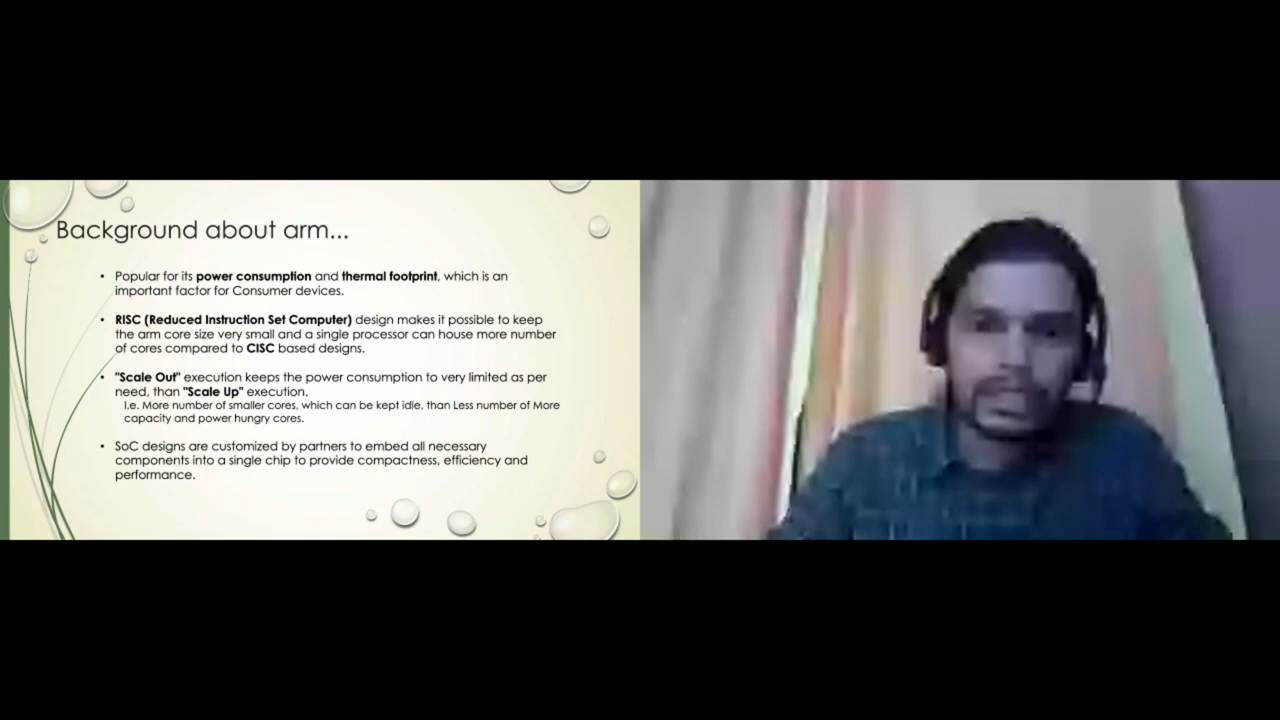 Background about arm...
• Popular for its power consumption and thermal footprint, which is an
important factor for Consumer devices.
• RISC (Reduced Instruction Set Computer) design makes it possible to keep
the arm core size very small and a single processor can house more number
of cores compared to CISC based designs.
• "Scale Out" execution keeps the power consumption to very limited as per
need, than "Scale Up" execution.
I.e. More number of smaller cores, which can be kept idle, than Less number of More
capacity and power hungry cores.
• SoC designs are customized by partners to embed all necessary
components into a single chip to provide compactness, efficiency and
performance.